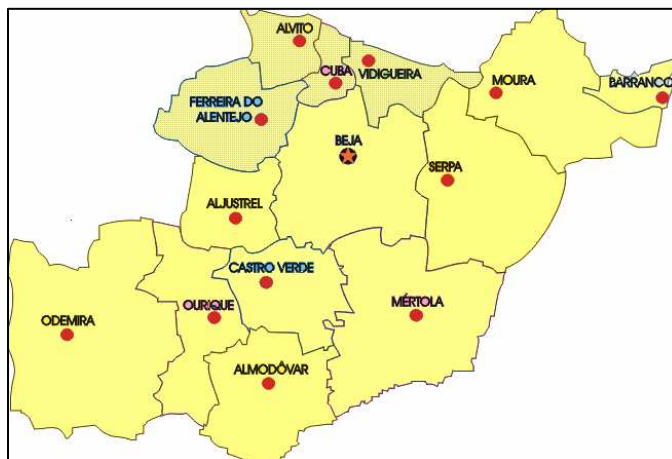 ALVITO
CUBA
VIDIGUEIRA
MOURA
BARRANCO
FERREIRA DO
ALENTEJO
BEJA
SERPA
ALJUSTREL
CASTRO VERDE
OURIQUE
MÉRTOLA
ODEMIRA
ALMODÔVAR